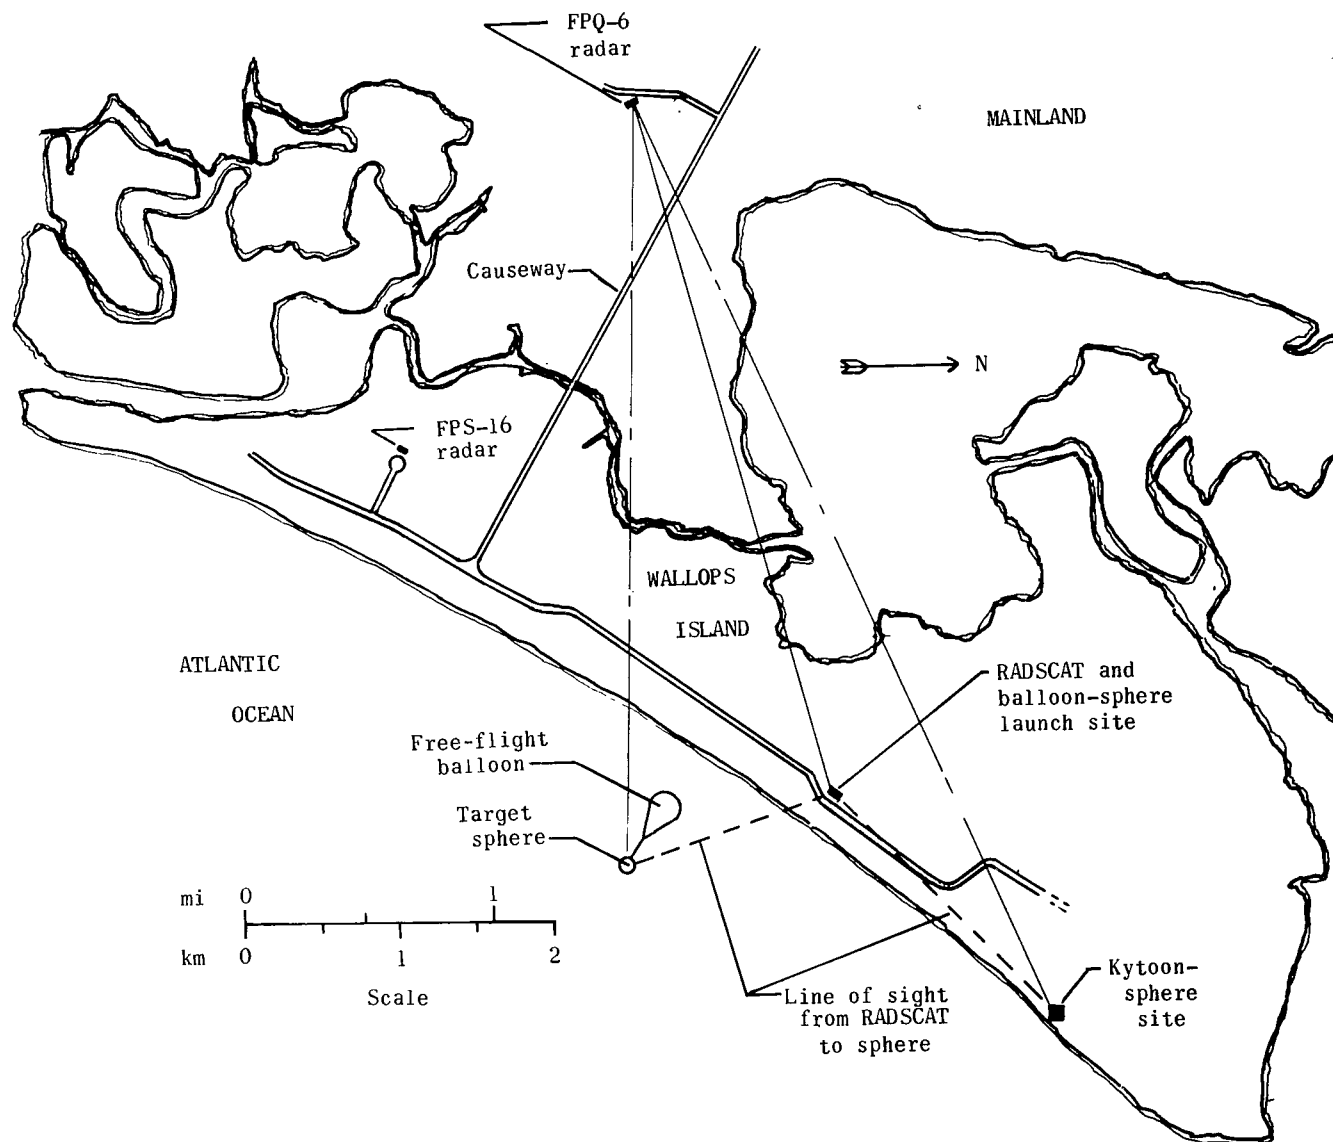 FPQ-6
radar
MAINLAND
Causeway
N
FPS-16
radar
WALLOPS
ISLAND
ATLANTIC
OCEAN
RADSCAT and
balloon-sphere
launch site
Free-flight
balloon
Target
sphere
mi 0 1
km 0 1 2
Scale
Line of sight
from RADSCAT
to sphere
Kytoon-
sphere
site